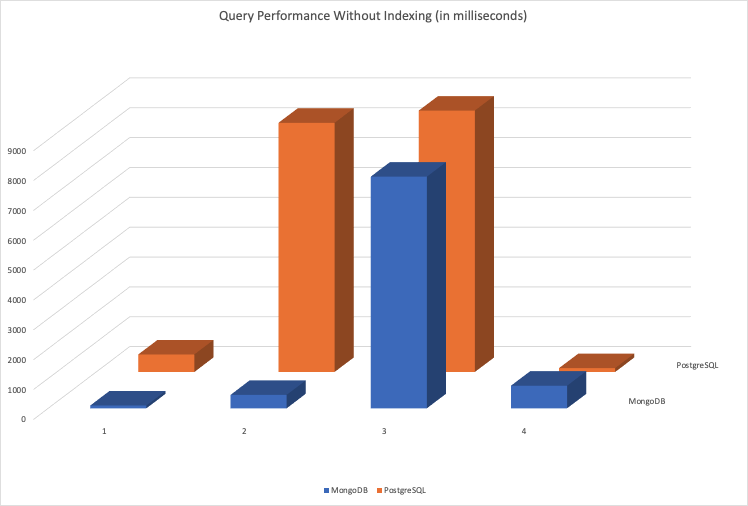 Query Performance Without Indexing (in milliseconds)
9000
8000
7000
6000
5000
4000
3000
2000
1000
0
PostgreSQL
MongoDB
1 2 3 4
MongoDB PostgreSQL